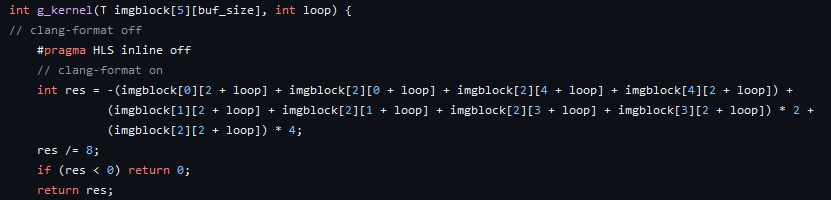 int g_kernel(T imgblock[5][buf_size], int loop) {
// clang-format off
    #pragma HLS inline off
    // clang-format on
    int res = -(imgblock[0][2 + loop] + imgblock[2][0 + loop] + imgblock[2][4 + loop] + imgblock[4][2 + loop]) +
              (imgblock[1][2 + loop] + imgblock[2][1 + loop] + imgblock[2][3 + loop] + imgblock[3][2 + loop]) * 2 +
              (imgblock[2][2 + loop]) * 4;
    res /= 8;
    if (res < 0) return 0;
    return res;